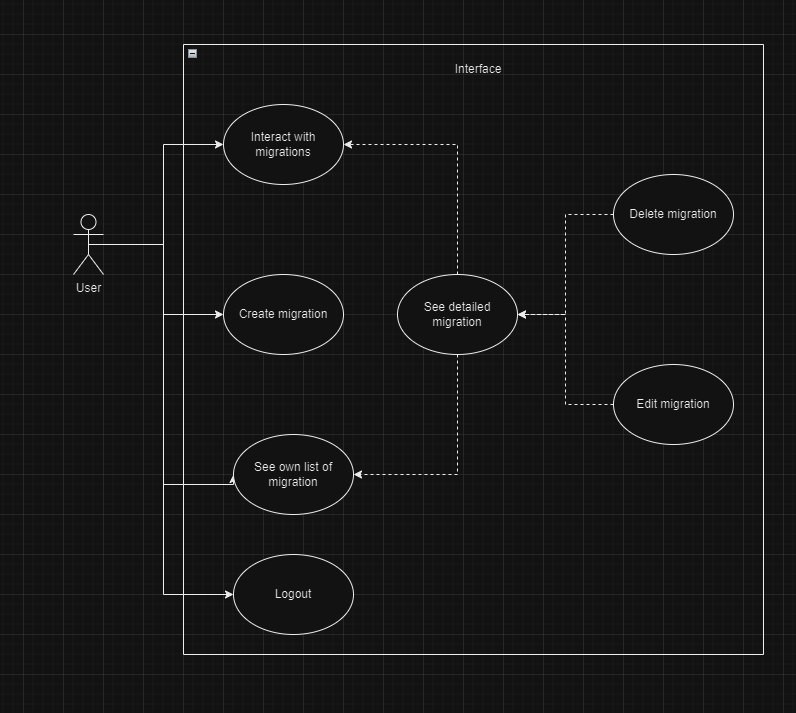 Interface
Interact with
migrations
Delete migration
User
Create migration
See detailed
migration
Edit migration
See own list of
migration
Logout